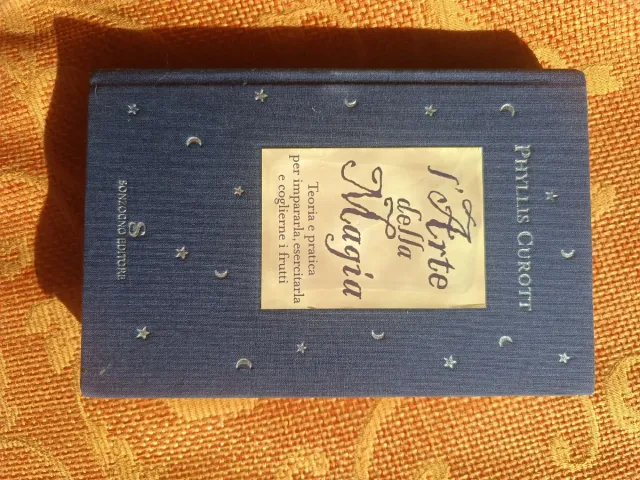 PHYLLIS CUROTT
l'Arte
della
Magia
Teoria e pratica
per impararla, esercitarla
e coglierne i frutti
S
SONZOGNO EDITORE